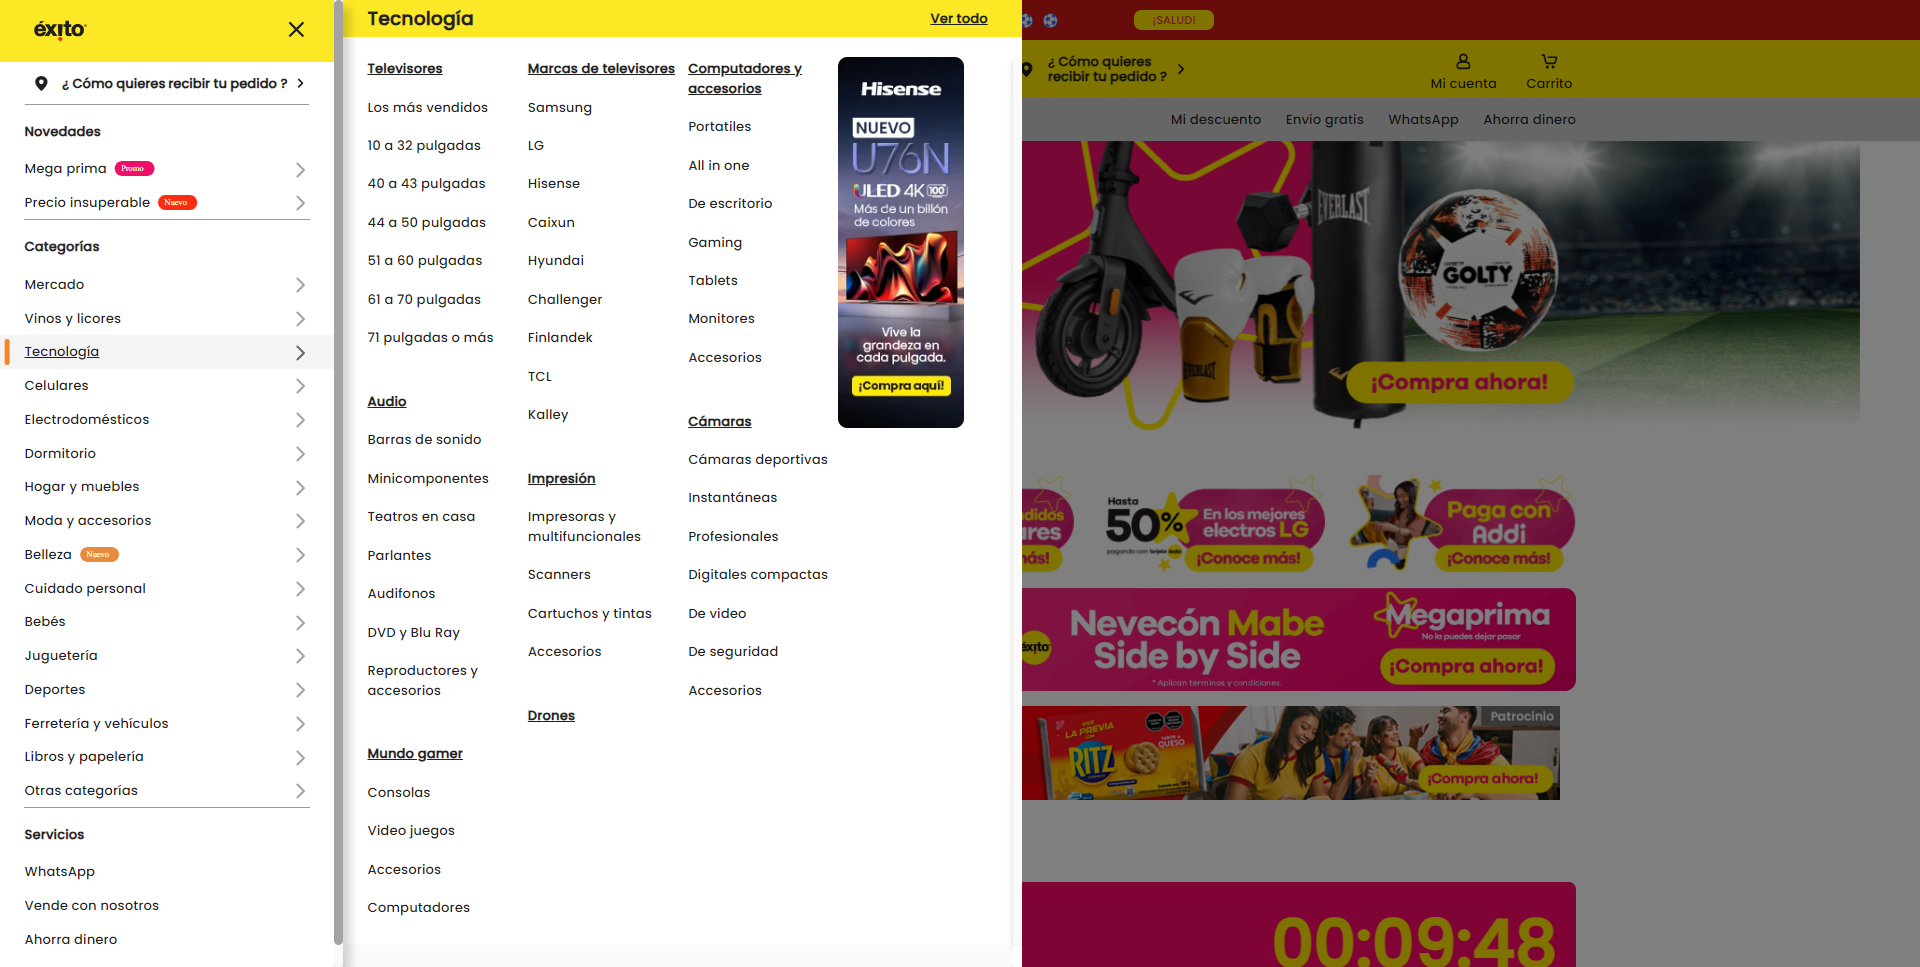 éxito
¿ Cómo quieres recibir tu pedido ?
Novedades
Mega prima Promo
Precio insuperable Nuevo
Categorías
Mercado
Vinos y licores
Tecnología
Celulares
Electrodomésticos
Dormitorio
Hogar y muebles
Moda y accesorios
Belleza Nuevo
Cuidado personal
Bebés
Juguetería
Deportes
Ferretería y vehículos
Libros y papelería
Otras categorías
Servicios
WhatsApp
Vende con nosotros
Ahorra dinero
Tecnología
Ver todo
Televisores
Los más vendidos
10 a 32 pulgadas
40 a 43 pulgadas
44 a 50 pulgadas
51 a 60 pulgadas
61 a 70 pulgadas
71 pulgadas o más
Audio
Barras de sonido
Minicomponentes
Teatros en casa
Parlantes
Audifonos
DVD y Blu Ray
Reproductores y
accesorios
Mundo gamer
Consolas
Video juegos
Accesorios
Computadores
Marcas de televisores
Samsung
LG
Hisense
Caixun
Hyundai
Challenger
Finlandek
TCL
Kalley
Impresión
Impresoras y
multifuncionales
Scanners
Cartuchos y tintas
Accesorios
Drones
Computadores y
accesorios
Portatiles
All in one
De escritorio
Gaming
Tablets
Monitores
Accesorios
Cámaras
Cámaras deportivas
Instantáneas
Profesionales
Digitales compactas
De video
De seguridad
Accesorios
Hisense
NUEVO
U76N
ULED 4K 100"
Más de un billón
de colores
Vive la
grandeza en
cada pulgada.
¡Compra aquí!
¡SALUD!
¿ Cómo quieres
recibir tu pedido ?
Mi cuenta
Carrito
Mi descuento
Envío gratis
WhatsApp
Ahorra dinero
EVERLAST
EVERLAST
GOLTY
¡Compra ahora!
Hasta
50%
pagando con tarjeta éxito
En los mejores
electros LG
¡Conoce más!
Paga con
Addi
¡Conoce más!
éxito
Nevecón Mabe
Side by Side
* Aplican términos y condiciones.
Megaprima
No la puedes dejar pasar
¡Compra ahora!
VIVE
LA PREVIA
CON
RITZ
SABOR A
QUESO
Patrocinio
¡Compra ahora!
00:09:48